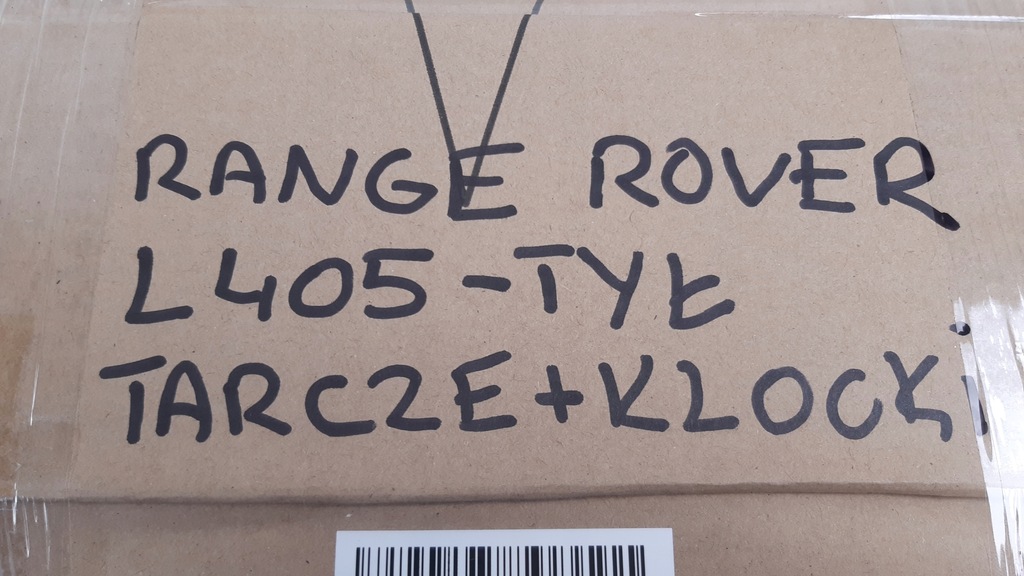 RANGE ROVER
L405-TYŁ
TARCZE+KLOCKi